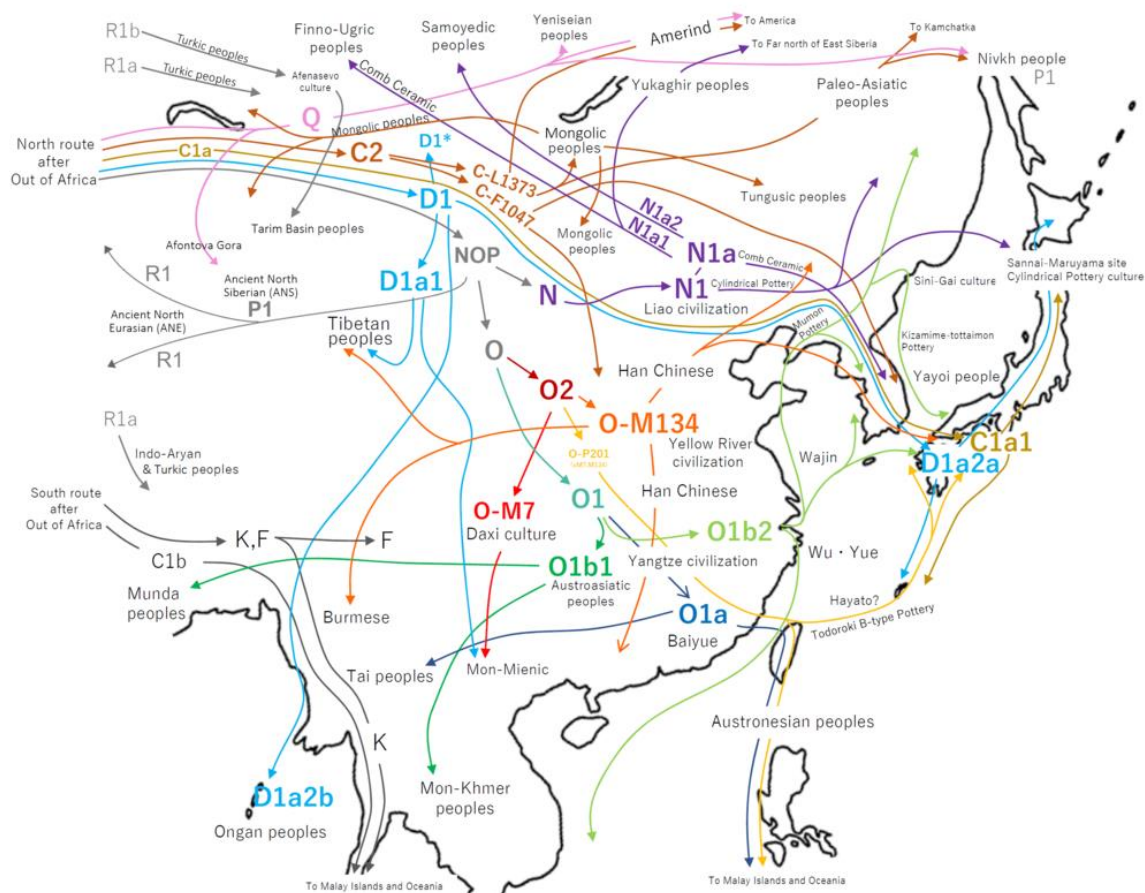 R1b
Turkic peoples
R1a
Turkic peoples
Finno-Ugric
peoples
Samoyedic
peoples
Yeniseian
peoples
Amerind
To America
To Far north of East Siberia
To Kamchatka
Nivkh people
P1
Yukaghir peoples
Paleo-Asiatic
peoples
Afenasevo
culture
Comb Ceramic
Q
Mongolic peoples
North route
after
Out of Africa
C1a
C2
D1*
C-L1373
C-F1047
Mongolic
peoples
Tungusic peoples
D1
Tarim Basin peoples
Mongolic
peoples
N1a2
N1a1
Afontova Gora
NOP
N1a
Comb Ceramic
Sannai-Maruyama site
Cylindrical Pottery culture
R1
Ancient North
Siberian (ANS)
P1
D1a1
N
N1
Cylindrical Pottery
Liao civilization
Sini-Gai culture
Ancient North
Eurasian (ANE)
R1
Tibetan
peoples
Mumon
Pottery
Kizamime-tottaimon
Pottery
O
Han Chinese
Yayoi people
O2
R1a
Indo-Aryan
& Turkic peoples
O-M134
O-P201
Yellow River
civilization
Wajin
C1a1
D1a2a
South route
after
Out of Africa
O1
Han Chinese
O-M7
Daxi culture
K,F
F
O1b2
C1b
O1b1
Austroasiatic
peoples
Yangtze civilization
Wu・Yue
Munda
peoples
Burmese
O1a
Baiyue
Hayato?
Todoroki B-type Pottery
Tai peoples
Mon-Mienic
K
Austronesian peoples
D1a2b
Ongan peoples
Mon-Khmer
peoples
To Malay Islands and Oceania
To Malay Islands and Oceania